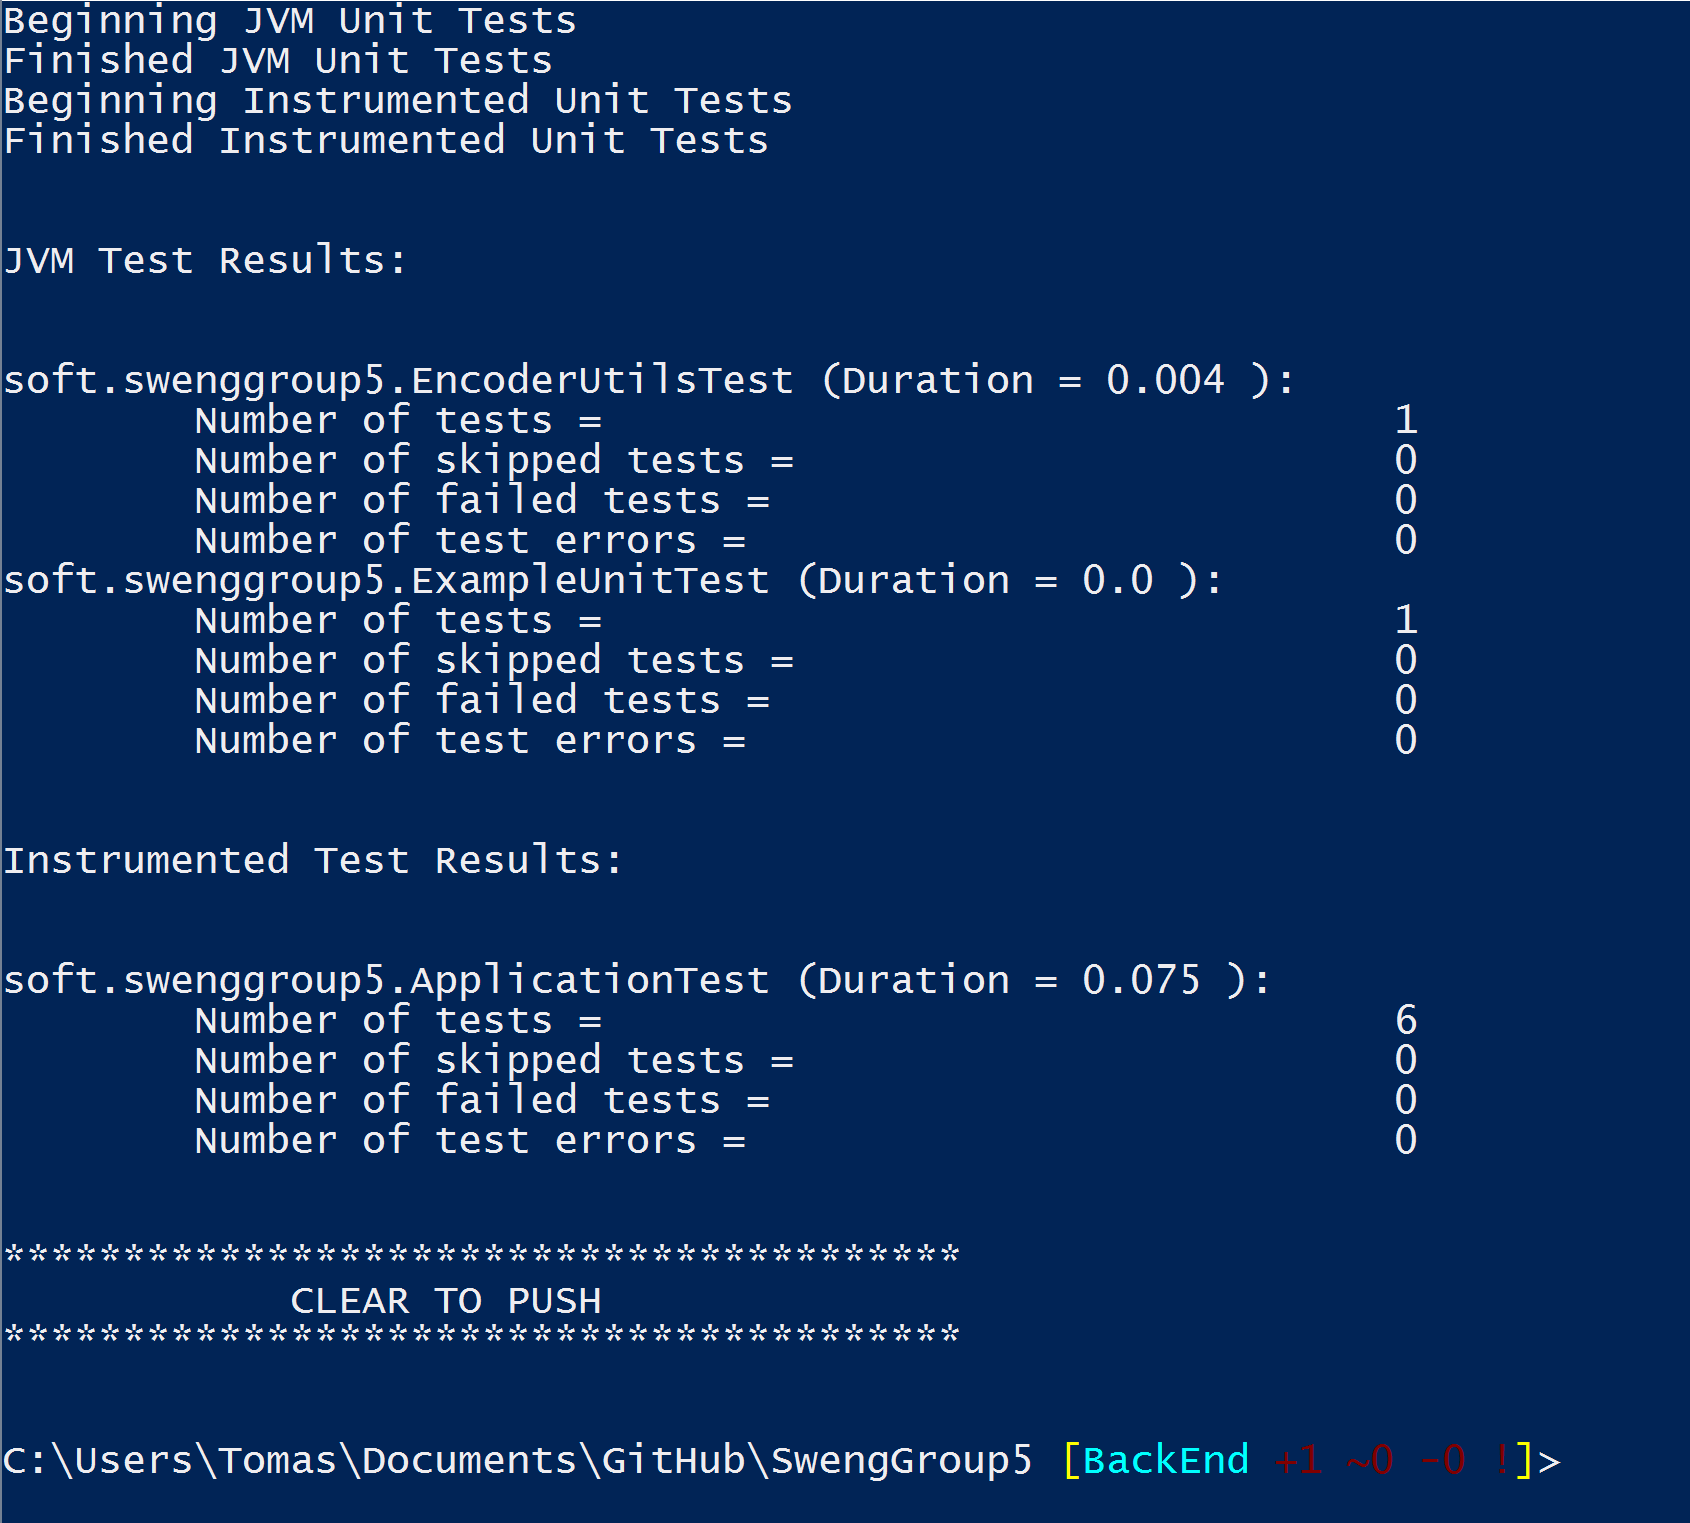 Beginning JVM Unit Tests
Finished JVM Unit Tests
Beginning Instrumented Unit Tests
Finished Instrumented Unit Tests
JVM Test Results:
soft.swenggroup5.EncoderUtilsTest (Duration = 0.004 ):
Number of tests = 1
Number of skipped tests = 0
Number of failed tests = 0
Number of test errors = 0
soft.swenggroup5.ExampleUnitTest (Duration = 0.0 ):
Number of tests = 1
Number of skipped tests = 0
Number of failed tests = 0
Number of test errors = 0
Instrumented Test Results:
soft.swenggroup5.ApplicationTest (Duration = 0.075 ):
Number of tests = 6
Number of skipped tests = 0
Number of failed tests = 0
Number of test errors = 0
****************************************
CLEAR TO PUSH
****************************************
C:\Users\Tomas\Documents\GitHub\SwengGroup5 [BackEnd +1 ~0 -0 !]>